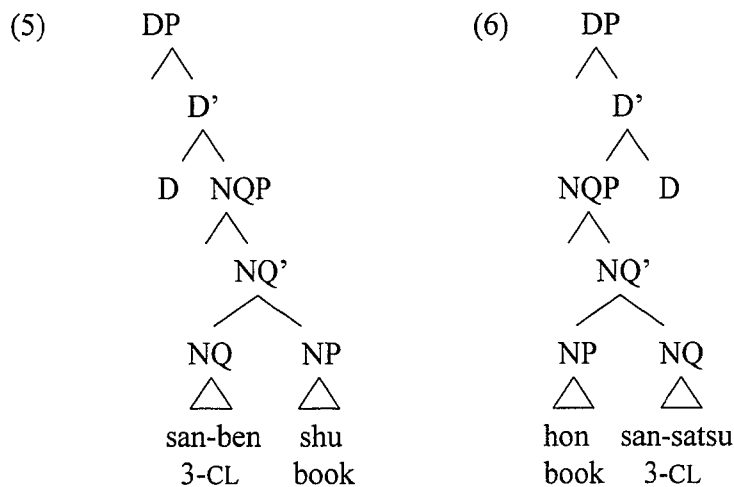 (5) DP (6) DP
D’ D’
D NQP NQP D
NQ’ NQ’
NQ NP NP NQ
san-ben shu hon san-satsu
3-CL book book 3-CL